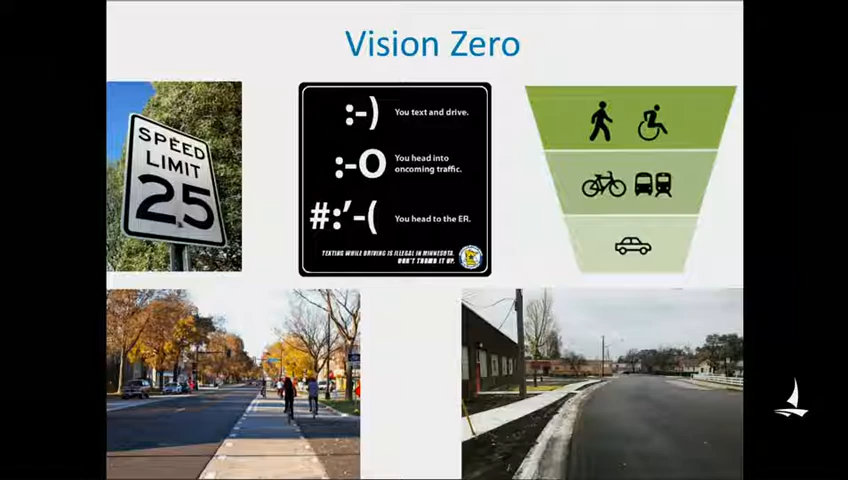 Vision Zero
SPEED
LIMIT
25
:-)
You text and drive.
:-O
You head into
oncoming traffic.
#:'-(
You head to the ER.
TEXTING WHILE DRIVING IS ILLEGAL IN MINNESOTA.
DON'T THUMB IT UP.